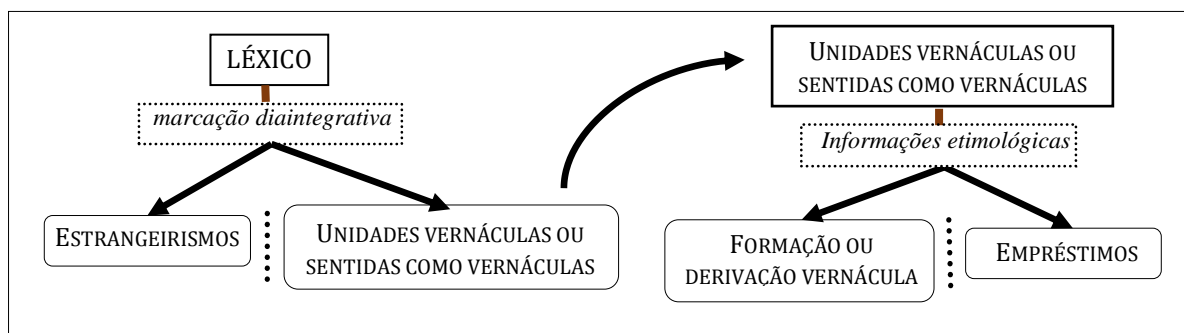 LÉXICO
marcação diaintegrativa
ESTRANGEIRISMOS
UNIDADES VERNÁCULAS OU
SENTIDAS COMO VERNÁCULAS
UNIDADES VERNÁCULAS OU
SENTIDAS COMO VERNÁCULAS
Informações etimológicas
FORMAÇÃO OU
DERIVAÇÃO VERNÁCULA
EMPRÉSTIMOS